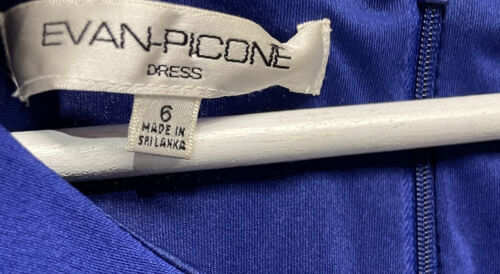 EVAN-PICONE
DRESS
6
MADE IN
SRI LANKA